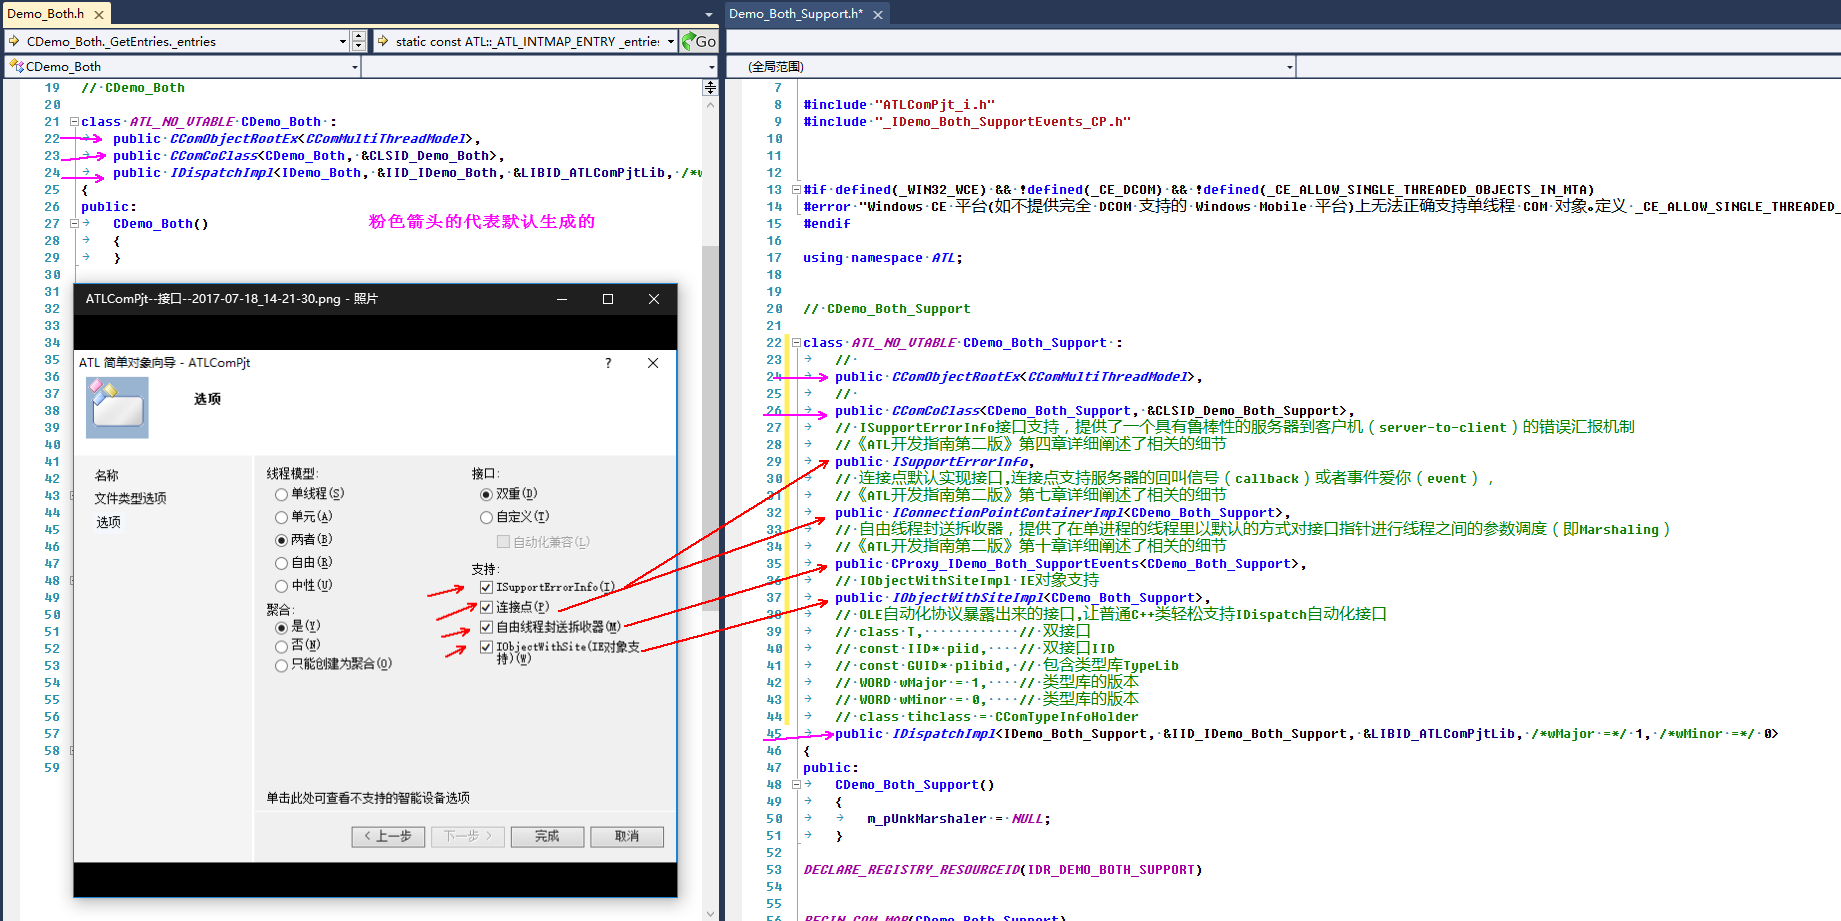 Demo_Both.h
CDemo_Both._GetEntries._entries
static const ATL::_ATL_INTMAP_ENTRY _entries
Go
CDemo_Both
19 // CDemo_Both
20
21 class ATL_NO_VTABLE CDemo_Both :
22 public CComObjectRootEx<CComMultiThreadModel>,
23 public CComCoClass<CDemo_Both, &CLSID_Demo_Both>,
24 public IDispatchImpl<IDemo_Both, &IID_IDemo_Both, &LIBID_ATLComPjtLib, /*w
25 {
26 public:
27 CDemo_Both()
粉色箭头的代表默认生成的
28 {
29 }
30
31
32
33
34
35
36
37
38
39
40
41
42
43
44
45
46
47
48
49
50
51
52
53
54
55
56
57
58
59
ATLComPjt--接口--2017-07-18_14-21-30.png - 照片
ATL 简单对象向导 - ATLComPjt
?
选项
名称
文件类型选项
选项
线程模型:
单线程(S)
单元(A)
两者(B)
自由(R)
中性(U)
聚合:
是(Y)
否(N)
只能创建为聚合(O)
接口:
双重(D)
自定义(T)
自动化兼容(L)
支持:
ISupportErrorInfo(I)
连接点(P)
自由线程封送拆收器(M)
IObjectWithSite(IE对象支
持)(W)
单击此处可查看不支持的智能设备选项
< 上一步
下一步 >
完成
取消
Demo_Both_Support.h*
(全局范围)
7
8 #include "ATLComPjt_i.h"
9 #include "_IDemo_Both_SupportEvents_CP.h"
10
11
12
13 #if defined(_WIN32_WCE) && !defined(_CE_DCOM) && !defined(_CE_ALLOW_SINGLE_THREADED_OBJECTS_IN_MTA)
14 #error "Windows CE 平台(如不提供完全 DCOM 支持的 Windows Mobile 平台)上无法正确支持单线程 COM 对象。定义 _CE_ALLOW_SINGLE_THREADED_
15 #endif
16
17 using namespace ATL;
18
19
20 // CDemo_Both_Support
21
22 class ATL_NO_VTABLE CDemo_Both_Support :
23 //
24 public CComObjectRootEx<CComMultiThreadModel>,
25 //
26 public CComCoClass<CDemo_Both_Support, &CLSID_Demo_Both_Support>,
27 // ISupportErrorInfo接口支持，提供了一个具有鲁棒性的服务器到客户机（server-to-client）的错误汇报机制
28 //《ATL开发指南第二版》第四章详细阐述了相关的细节
29 public ISupportErrorInfo,
30 // 连接点默认实现接口,连接点支持服务器的回叫信号（callback）或者事件爱你（event），
31 //《ATL开发指南第二版》第七章详细阐述了相关的细节
32 public IConnectionPointContainerImpl<CDemo_Both_Support>,
33 // 自由线程封送拆收器，提供了在单进程的线程里以默认的方式对接口指针进行线程之间的参数调度（即Marshaling）
34 //《ATL开发指南第二版》第十章详细阐述了相关的细节
35 public CProxy_IDemo_Both_SupportEvents<CDemo_Both_Support>,
36 // IObjectWithSiteImpl IE对象支持
37 public IObjectWithSiteImpl<CDemo_Both_Support>,
38 // OLE自动化协议暴露出来的接口,让普通C++类轻松支持IDispatch自动化接口
39 // class T, // 双接口
40 // const IID* piid, // 双接口IID
41 // const GUID* plibid, // 包含类型库TypeLib
42 // WORD wMajor = 1, // 类型库的版本
43 // WORD wMinor = 0, // 类型库的版本
44 // class tihclass = CComTypeInfoHolder
45 public IDispatchImpl<IDemo_Both_Support, &IID_IDemo_Both_Support, &LIBID_ATLComPjtLib, /*wMajor =*/ 1, /*wMinor =*/ 0>
46 {
47 public:
48 CDemo_Both_Support()
49 {
50 m_pUnkMarshaler = NULL;
51 }
52
53 DECLARE_REGISTRY_RESOURCEID(IDR_DEMO_BOTH_SUPPORT)
54
55
56 BEGIN_COM_MAP(CDemo_Both_Support)